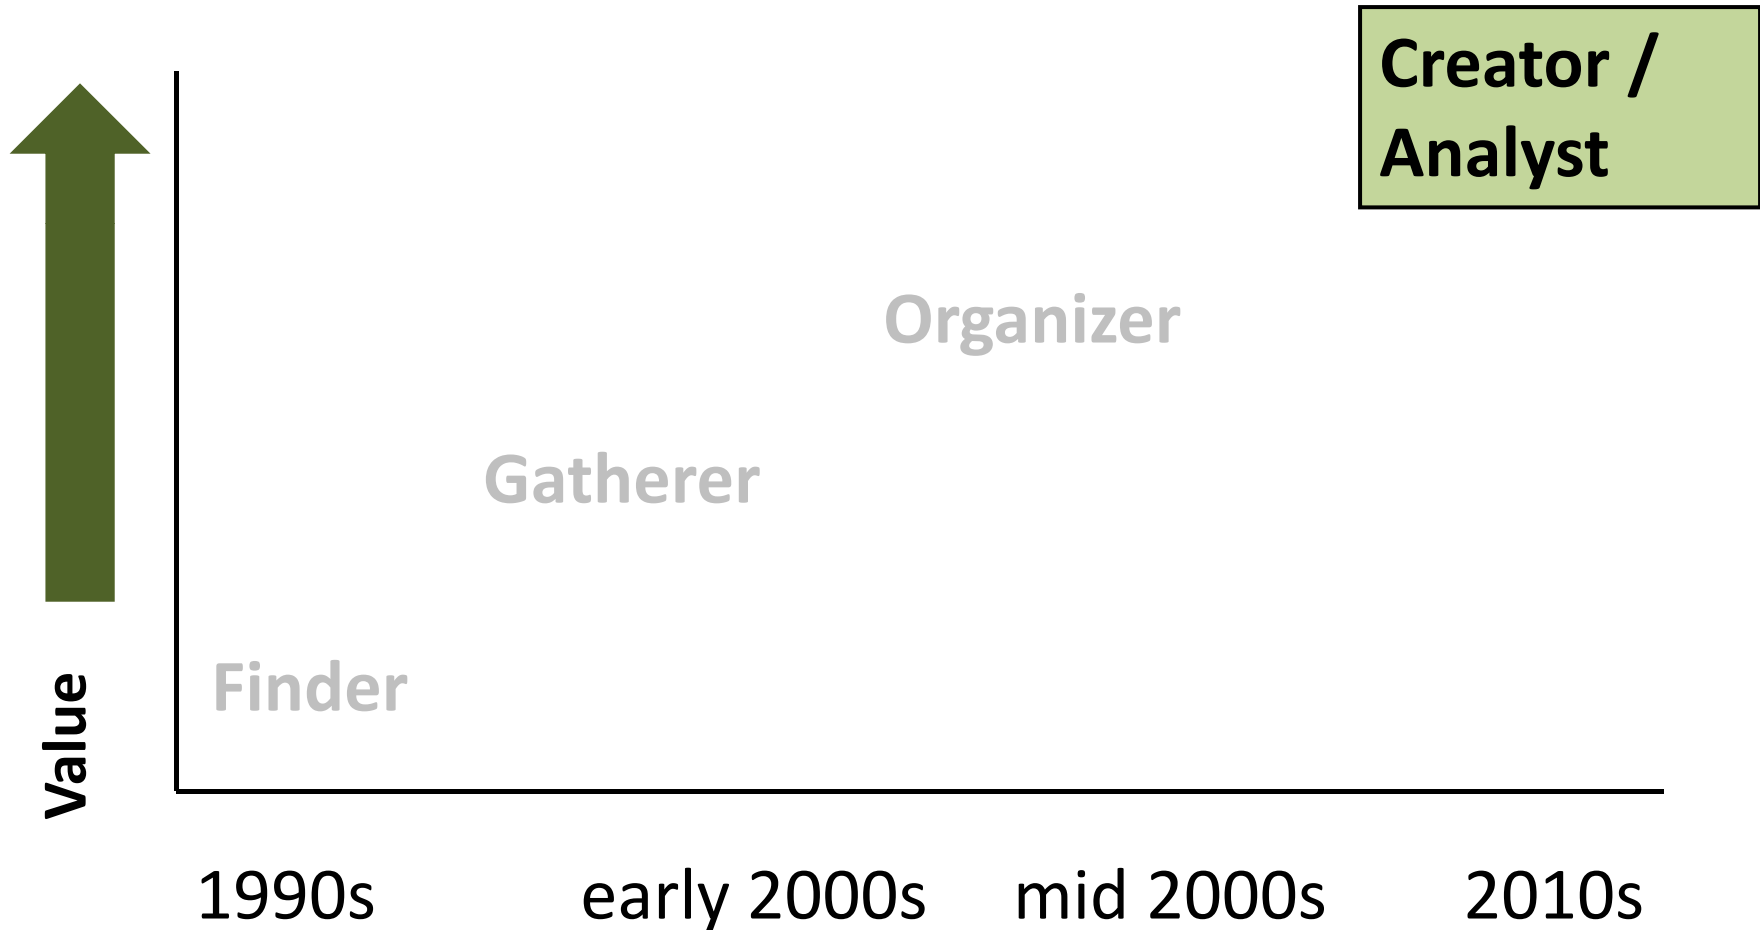 Creator /
Analyst
Organizer
Gatherer
Finder
Value
1990s early 2000s mid 2000s 2010s